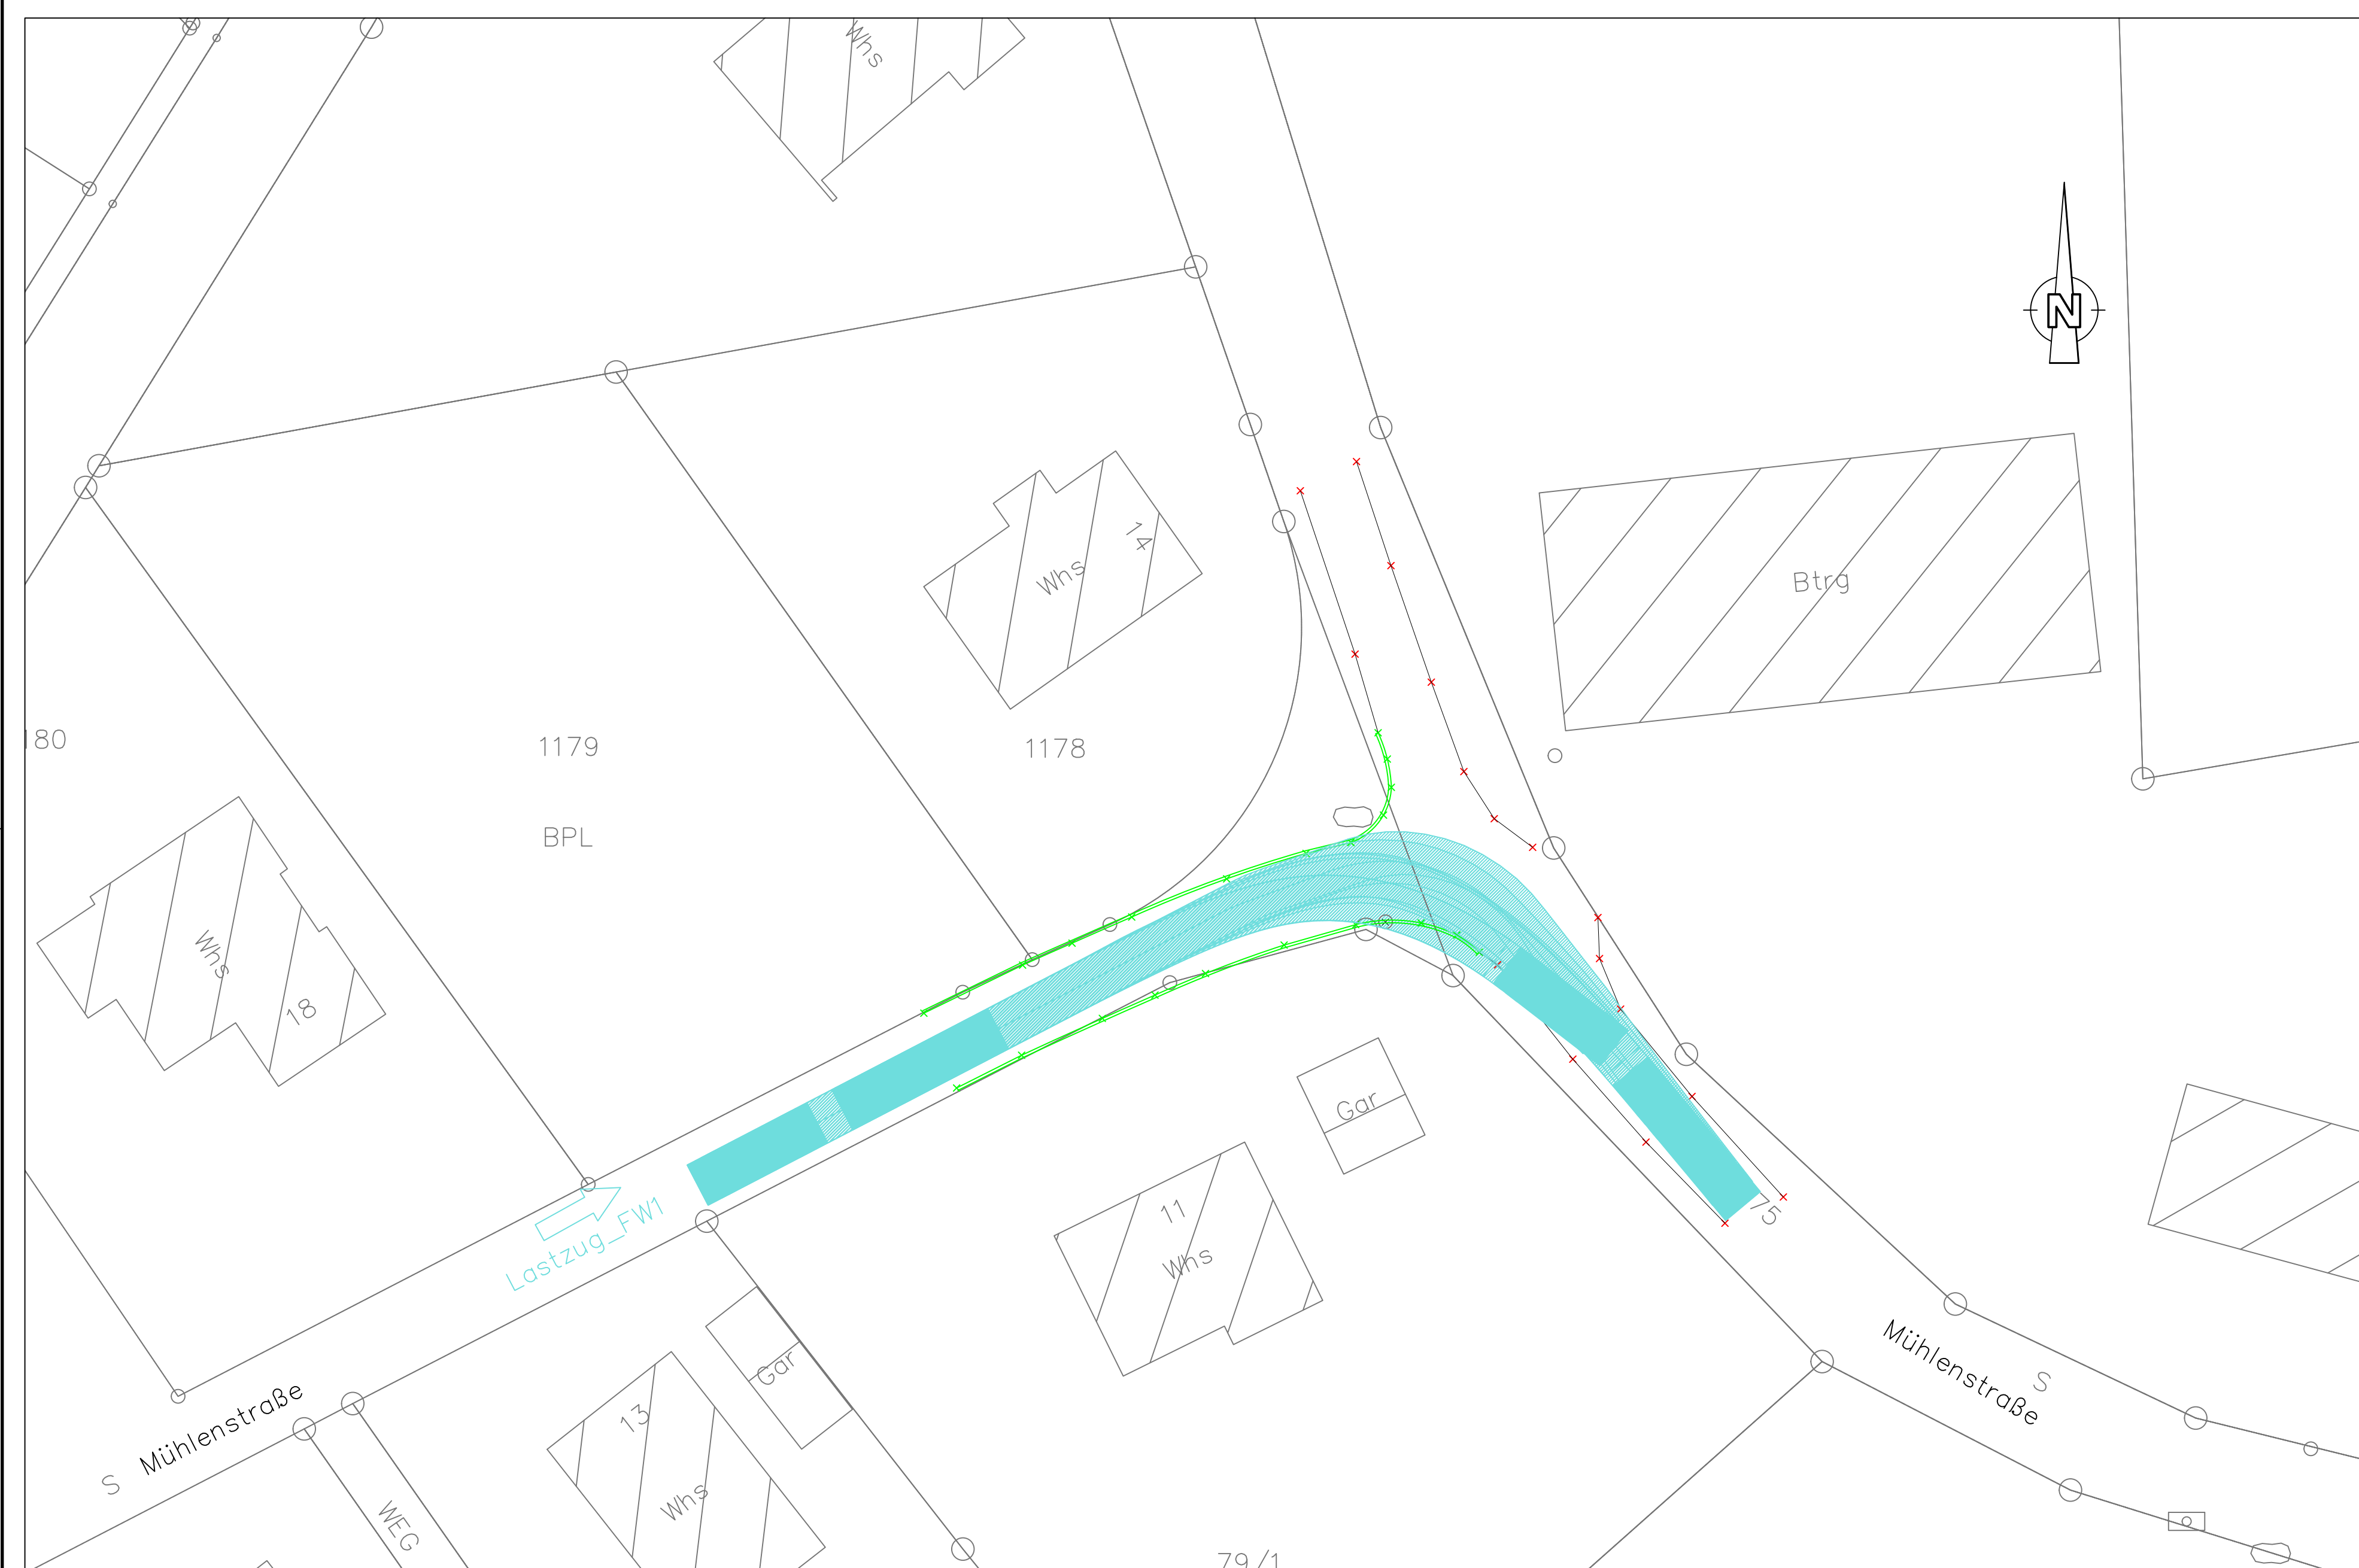 Whs
N
14
Whs
Btrg
180
1179
1178
BPL
Whs
18
Gar
11
Whs
75
Lastzug_FW1
Gar
Mühlenstraße
S
Mühlenstraße
S
13
Whs
WEG
79/1